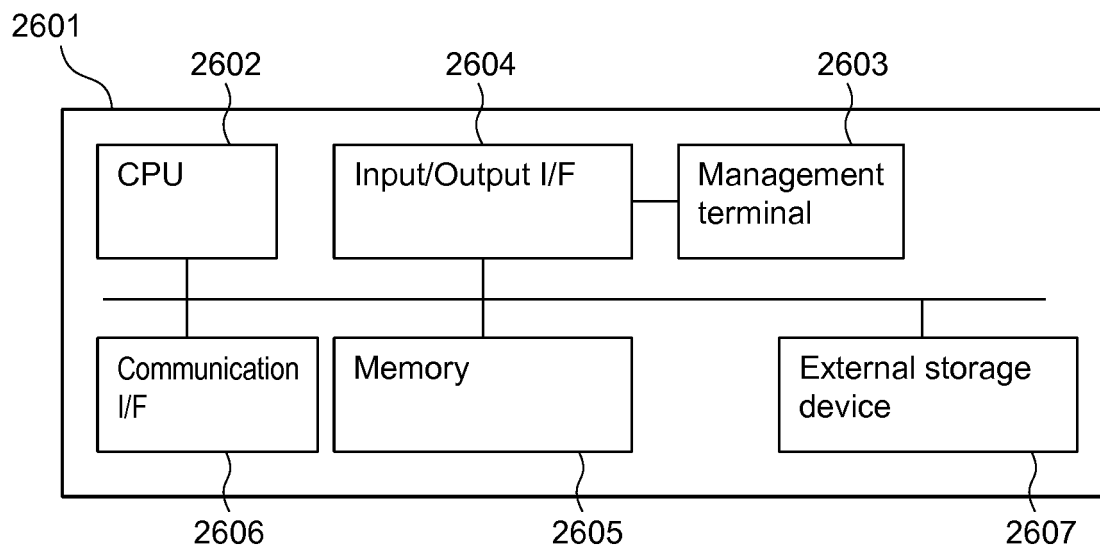 2601
2602
2604
2603
CPU
Input/Output I/F
Management
terminal
Communication
I/F
Memory
External storage
device
2606
2605
2607